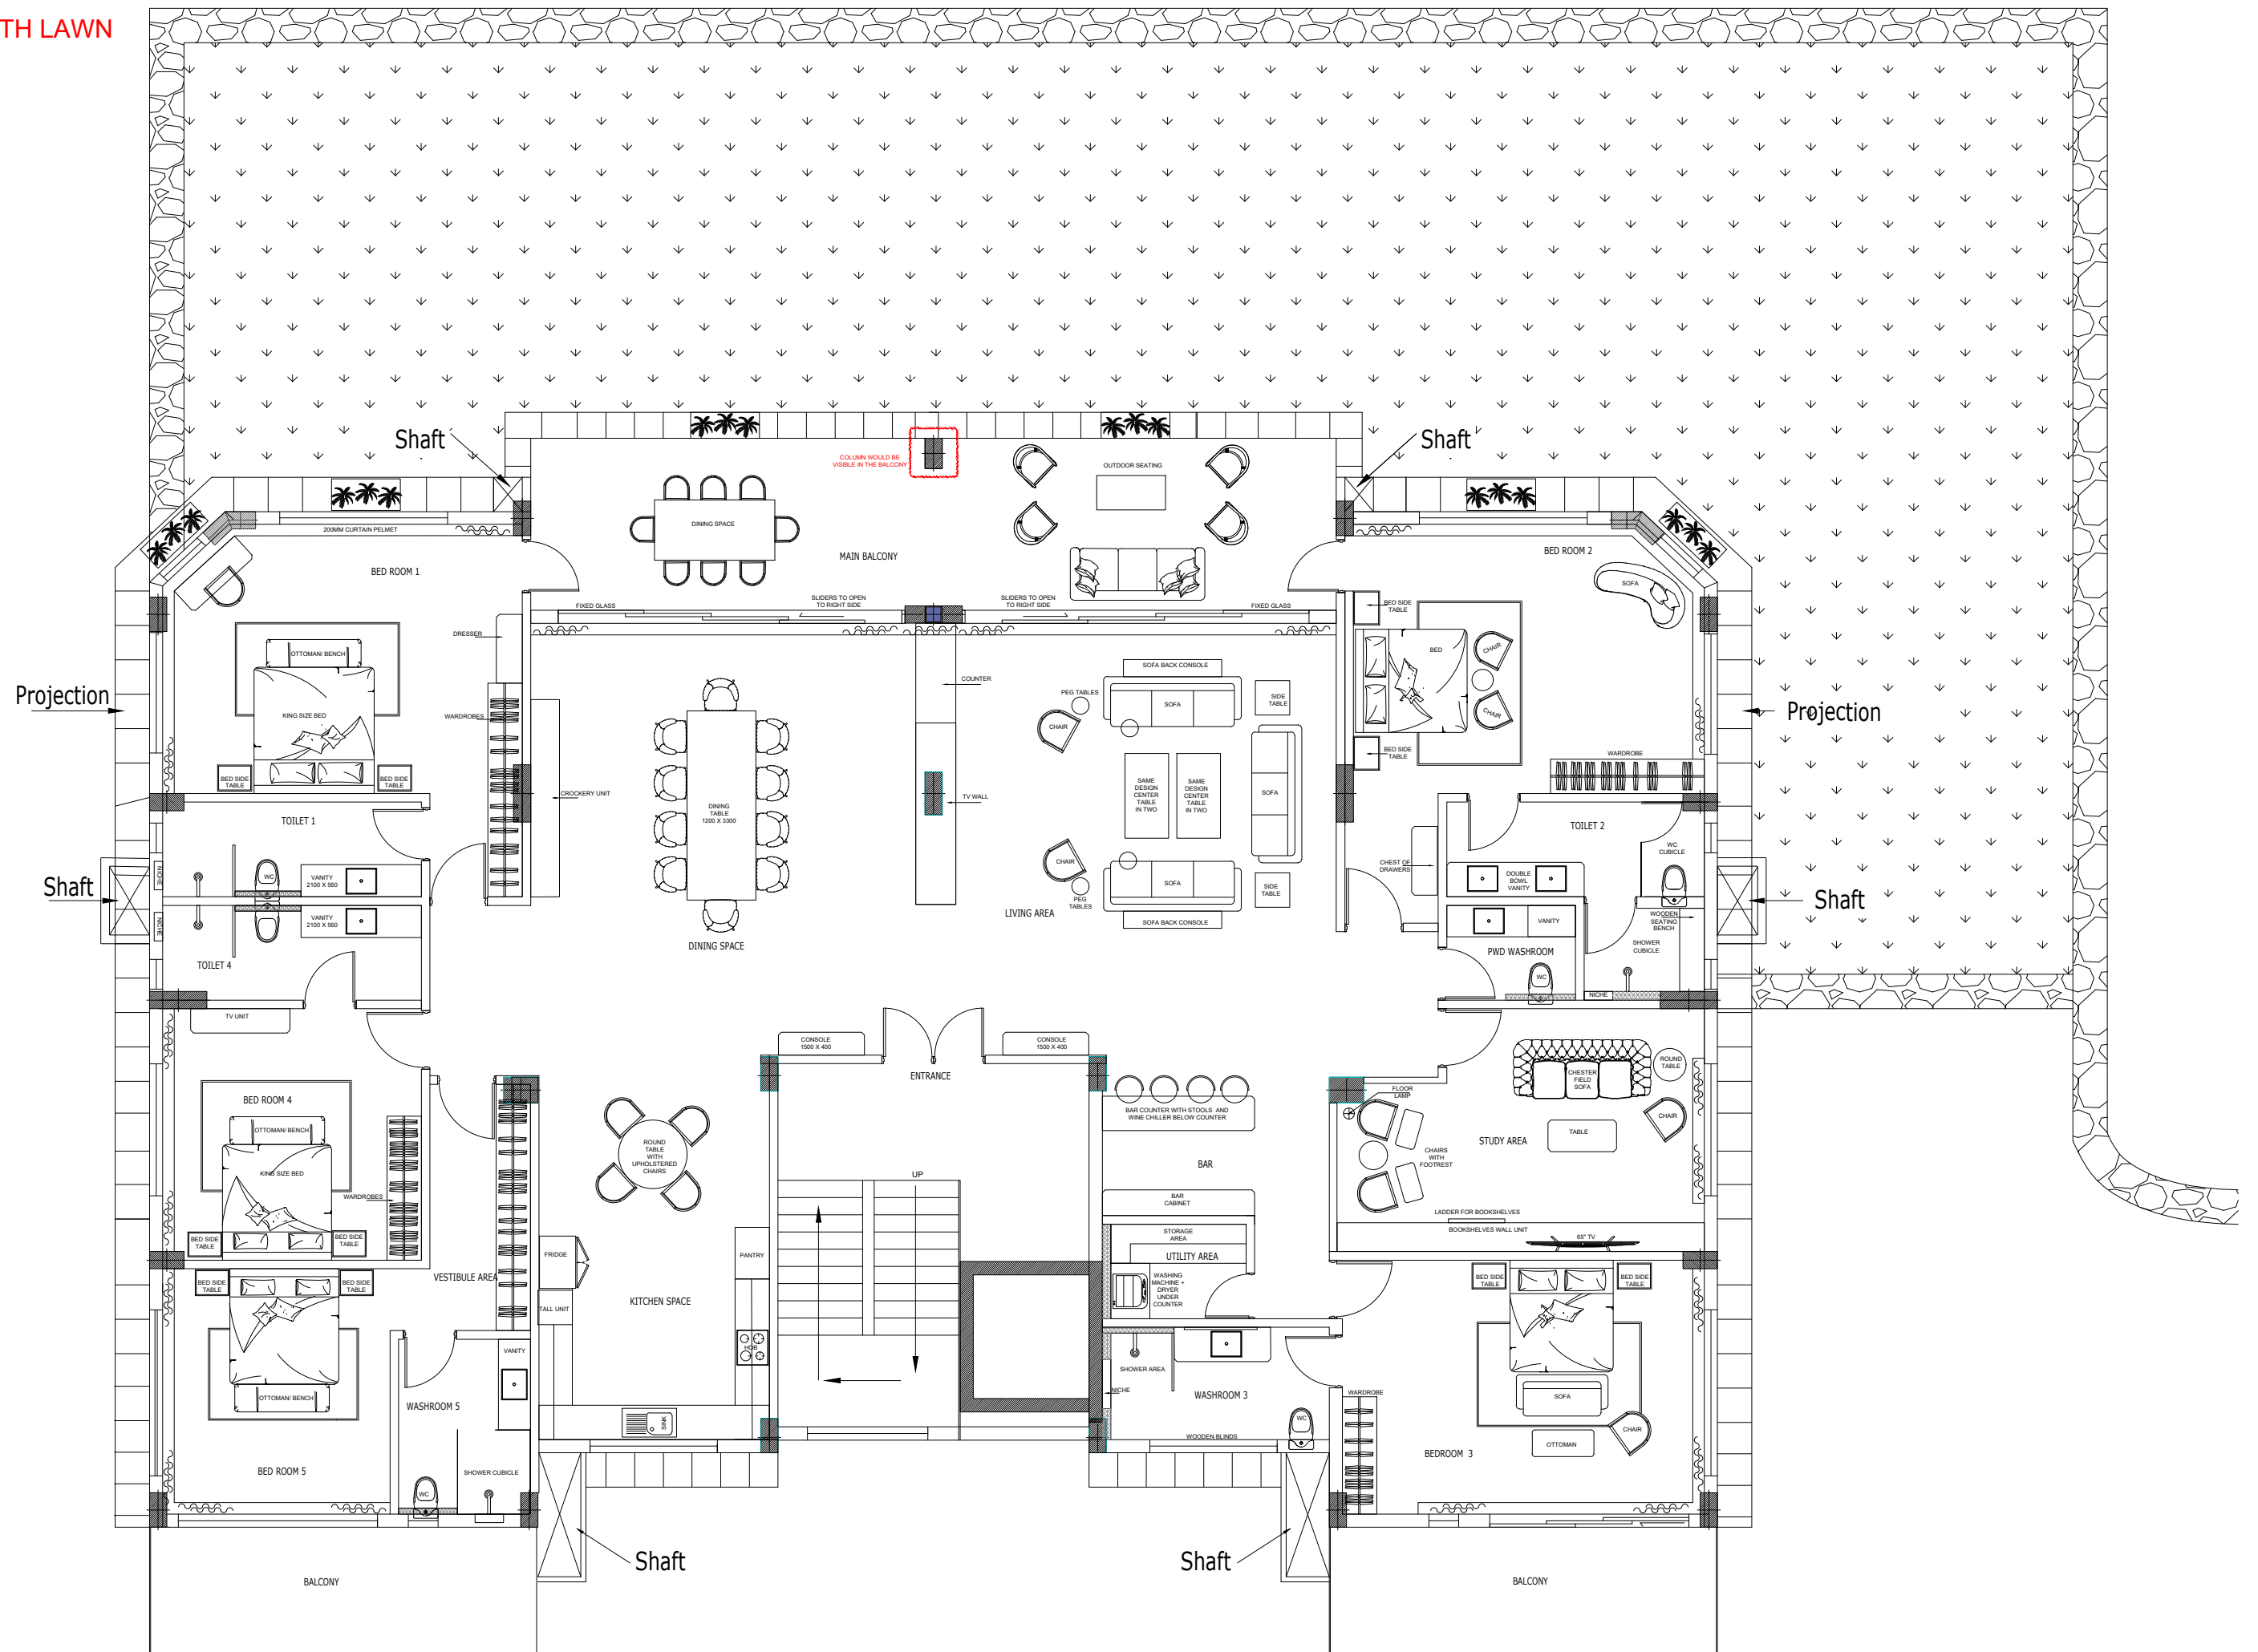 TH LAWN
Shaft
Shaft
COLUMN WOULD BE
VISIBLE IN THE BALCONY
OUTDOOR SEATING
DINING SPACE
MAIN BALCONY
200MM CURTAIN PELMET
BED ROOM 1
BED ROOM 2
SOFA
FIXED GLASS
SLIDERS TO OPEN
TO RIGHT SIDE
SLIDERS TO OPEN
TO RIGHT SIDE
FIXED GLASS
BED SIDE
TABLE
DRESSER
OTTOMAN/ BENCH
BED
CHAIR
CHAIR
SOFA BACK CONSOLE
COUNTER
PEG TABLES
SOFA
SIDE
TABLE
CHAIR
Projection
KING SIZE BED
WARDROBES
Projection
BED SIDE
TABLE
WARDROBE
BED SIDE
TABLE
BED SIDE
TABLE
CROCKERY UNIT
DINING
TABLE
1200 X 3300
TV WALL
SAME
DESIGN
CENTER
TABLE
IN TWO
SAME
DESIGN
CENTER
TABLE
IN TWO
SOFA
TOILET 1
TOILET 2
WC
CUBICLE
CHAIR
CHEST OF
DRAWERS
DOUBLE
BOWL
VANITY
Shaft
NICHE
WC
VANITY
2100 X 560
SOFA
SIDE
TABLE
PEG
TABLES
Shaft
NICHE
VANITY
2100 X 560
LIVING AREA
SOFA BACK CONSOLE
VANITY
WOODEN
SEATING
BENCH
DINING SPACE
PWD WASHROOM
SHOWER
CUBICLE
TOILET 4
WC
NICHE
TV UNIT
CONSOLE
1500 X 400
CONSOLE
1500 X 400
ENTRANCE
ROUND
TABLE
CHESTER
FIELD
SOFA
FLOOR
LAMP
BED ROOM 4
BAR COUNTER WITH STOOLS AND
WINE CHILLER BELOW COUNTER
CHAIR
OTTOMAN/ BENCH
ROUND
TABLE
WITH
UPHOLSTERED
CHAIRS
TABLE
STUDY AREA
CHAIRS
WITH
FOOTREST
KING SIZE BED
UP
BAR
WARDROBES
BAR
CABINET
LADDER FOR BOOKSHELVES
BOOKSHELVES WALL UNIT
65" TV
BED SIDE
TABLE
BED SIDE
TABLE
FRIDGE
PANTRY
STORAGE
AREA
UTILITY AREA
BED SIDE
TABLE
BED SIDE
TABLE
VESTIBULE AREA
WASHING
MACHINE +
DRYER
UNDER
COUNTER
BED SIDE
TABLE
BED SIDE
TABLE
TALL UNIT
KITCHEN SPACE
HOB
VANITY
SHOWER AREA
OTTOMAN/ BENCH
WASHROOM 5
NICHE
WASHROOM 3
WARDROBE
SOFA
SINK
WC
CHAIR
WOODEN BLINDS
OTTOMAN
BEDROOM 3
BED ROOM 5
SHOWER CUBICLE
WC
Shaft
Shaft
BALCONY
BALCONY